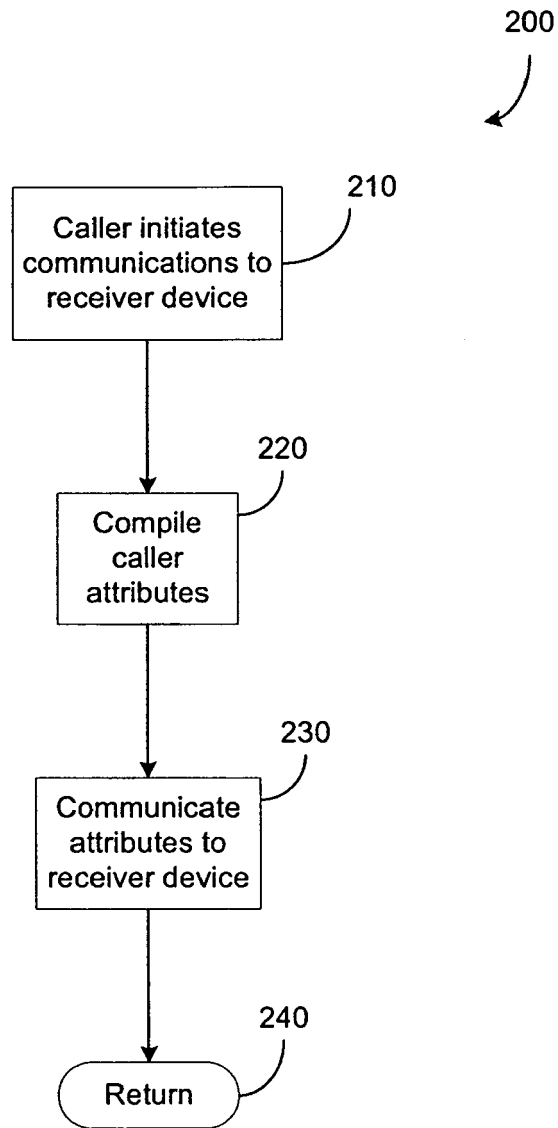 200
210
Caller initiates
communications to
receiver device
220
Compile
caller
attributes
230
Communicate
attributes to
receiver device
240
Return